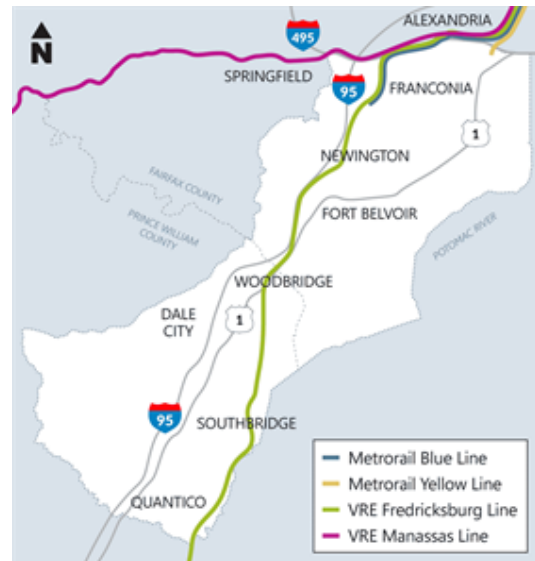 ALEXANDRIA
N
495
SPRINGFIELD
95
FRANCONIA
1
NEWINGTON
FAIRFAX COUNTY
PRINCE WILLIAM
COUNTY
FORT BELVOIR
POTOMAC RIVER
WOODBRIDGE
DALE
CITY
1
95
SOUTHBRIDGE
QUANTICO
Metrorail Blue Line
Metrorail Yellow Line
VRE Fredricksburg Line
VRE Manassas Line